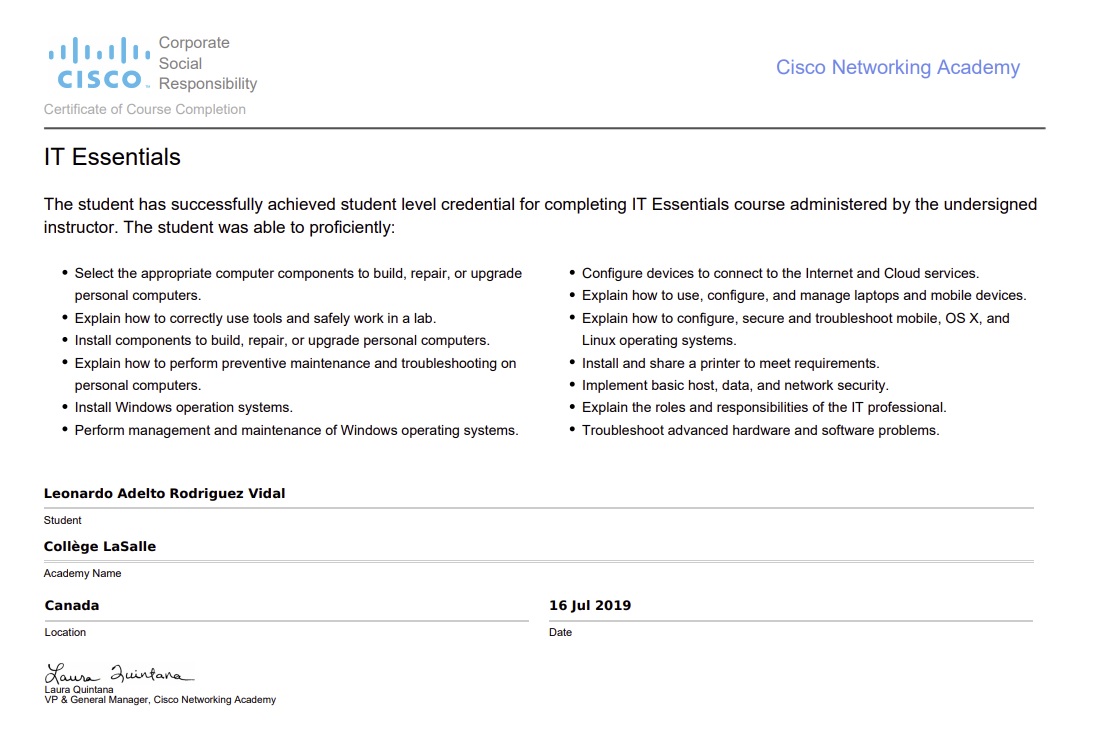 Corporate
Social
Responsibility
CISCO™
Cisco Networking Academy
Certificate of Course Completion
IT Essentials
The student has successfully achieved student level credential for completing IT Essentials course administered by the undersigned
instructor. The student was able to proficiently:
• Select the appropriate computer components to build, repair, or upgrade
personal computers.
• Explain how to correctly use tools and safely work in a lab.
• Install components to build, repair, or upgrade personal computers.
• Explain how to perform preventive maintenance and troubleshooting on
personal computers.
• Install Windows operation systems.
• Perform management and maintenance of Windows operating systems.
• Configure devices to connect to the Internet and Cloud services.
• Explain how to use, configure, and manage laptops and mobile devices.
• Explain how to configure, secure and troubleshoot mobile, OS X, and
Linux operating systems.
• Install and share a printer to meet requirements.
• Implement basic host, data, and network security.
• Explain the roles and responsibilities of the IT professional.
• Troubleshoot advanced hardware and software problems.
Leonardo Adelto Rodriguez Vidal
Student
Collège LaSalle
Academy Name
Canada
Location
16 Jul 2019
Date
Laura Quintana
Laura Quintana
VP & General Manager, Cisco Networking Academy